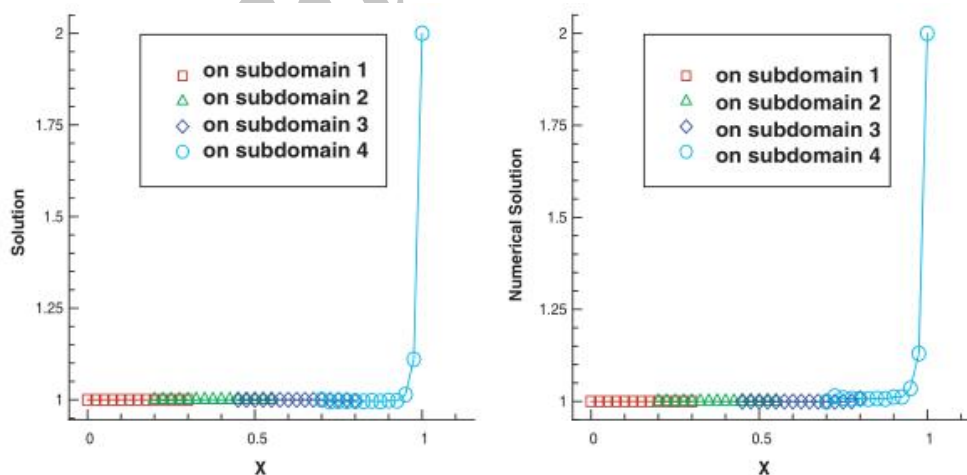 2
1.75
1.5
1.25
1
Solution
on subdomain 1
on subdomain 2
on subdomain 3
on subdomain 4
0
0.5
1
X
2
1.75
1.5
1.25
1
Numerical Solution
on subdomain 1
on subdomain 2
on subdomain 3
on subdomain 4
0
0.5
1
X